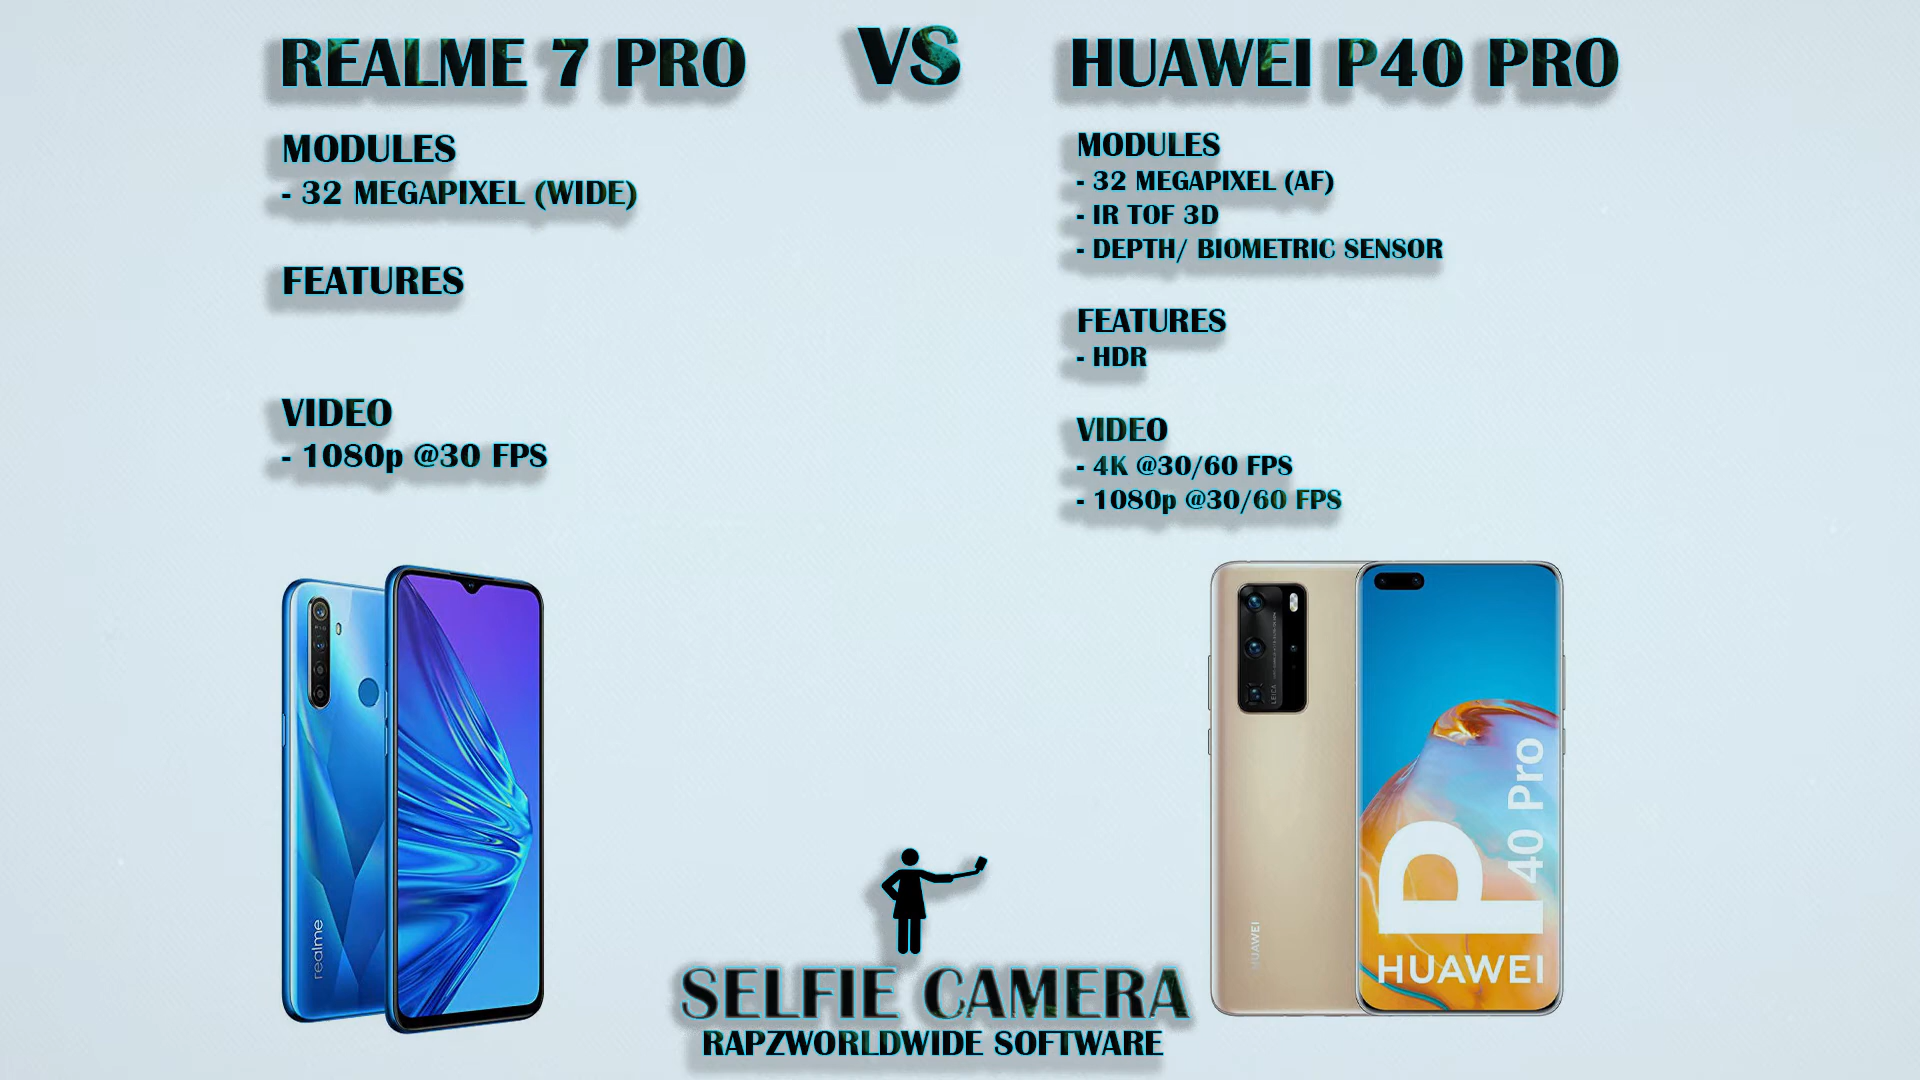 REALME 7 PRO
VS
HUAWEI P40 PRO
MODULES
- 32 MEGAPIXEL (WIDE)
FEATURES
VIDEO
- 1080p @30 FPS
MODULES
- 32 MEGAPIXEL (AF)
- IR TOF 3D
- DEPTH/ BIOMETRIC SENSOR
FEATURES
- HDR
VIDEO
- 4K @30/60 FPS
- 1080p @30/60 FPS
realme
LEICA
HUAWEI
P
40 Pro
HUAWEI
SELFIE CAMERA
RAPZWORLDWIDE SOFTWARE